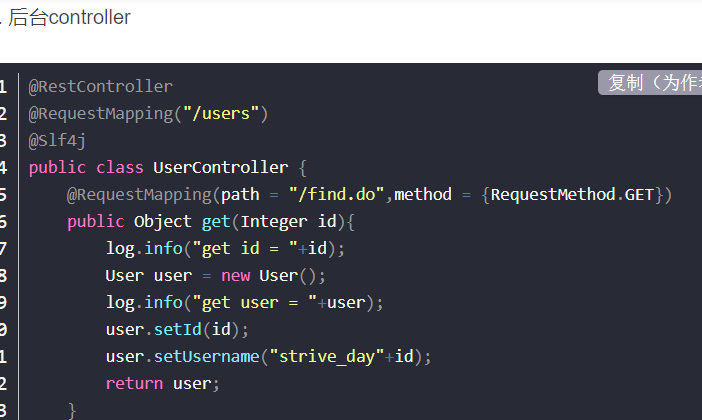 . 后台controller
复制（为作
1 @RestController
2 @RequestMapping("/users")
3 @Slf4j
4 public class UserController {
5 @RequestMapping(path = "/find.do",method = {RequestMethod.GET})
6 public Object get(Integer id){
7 log.info("get id = "+id);
8 User user = new User();
9 log.info("get user = "+user);
0 user.setId(id);
1 user.setUsername("strive_day"+id);
2 return user;
3 }